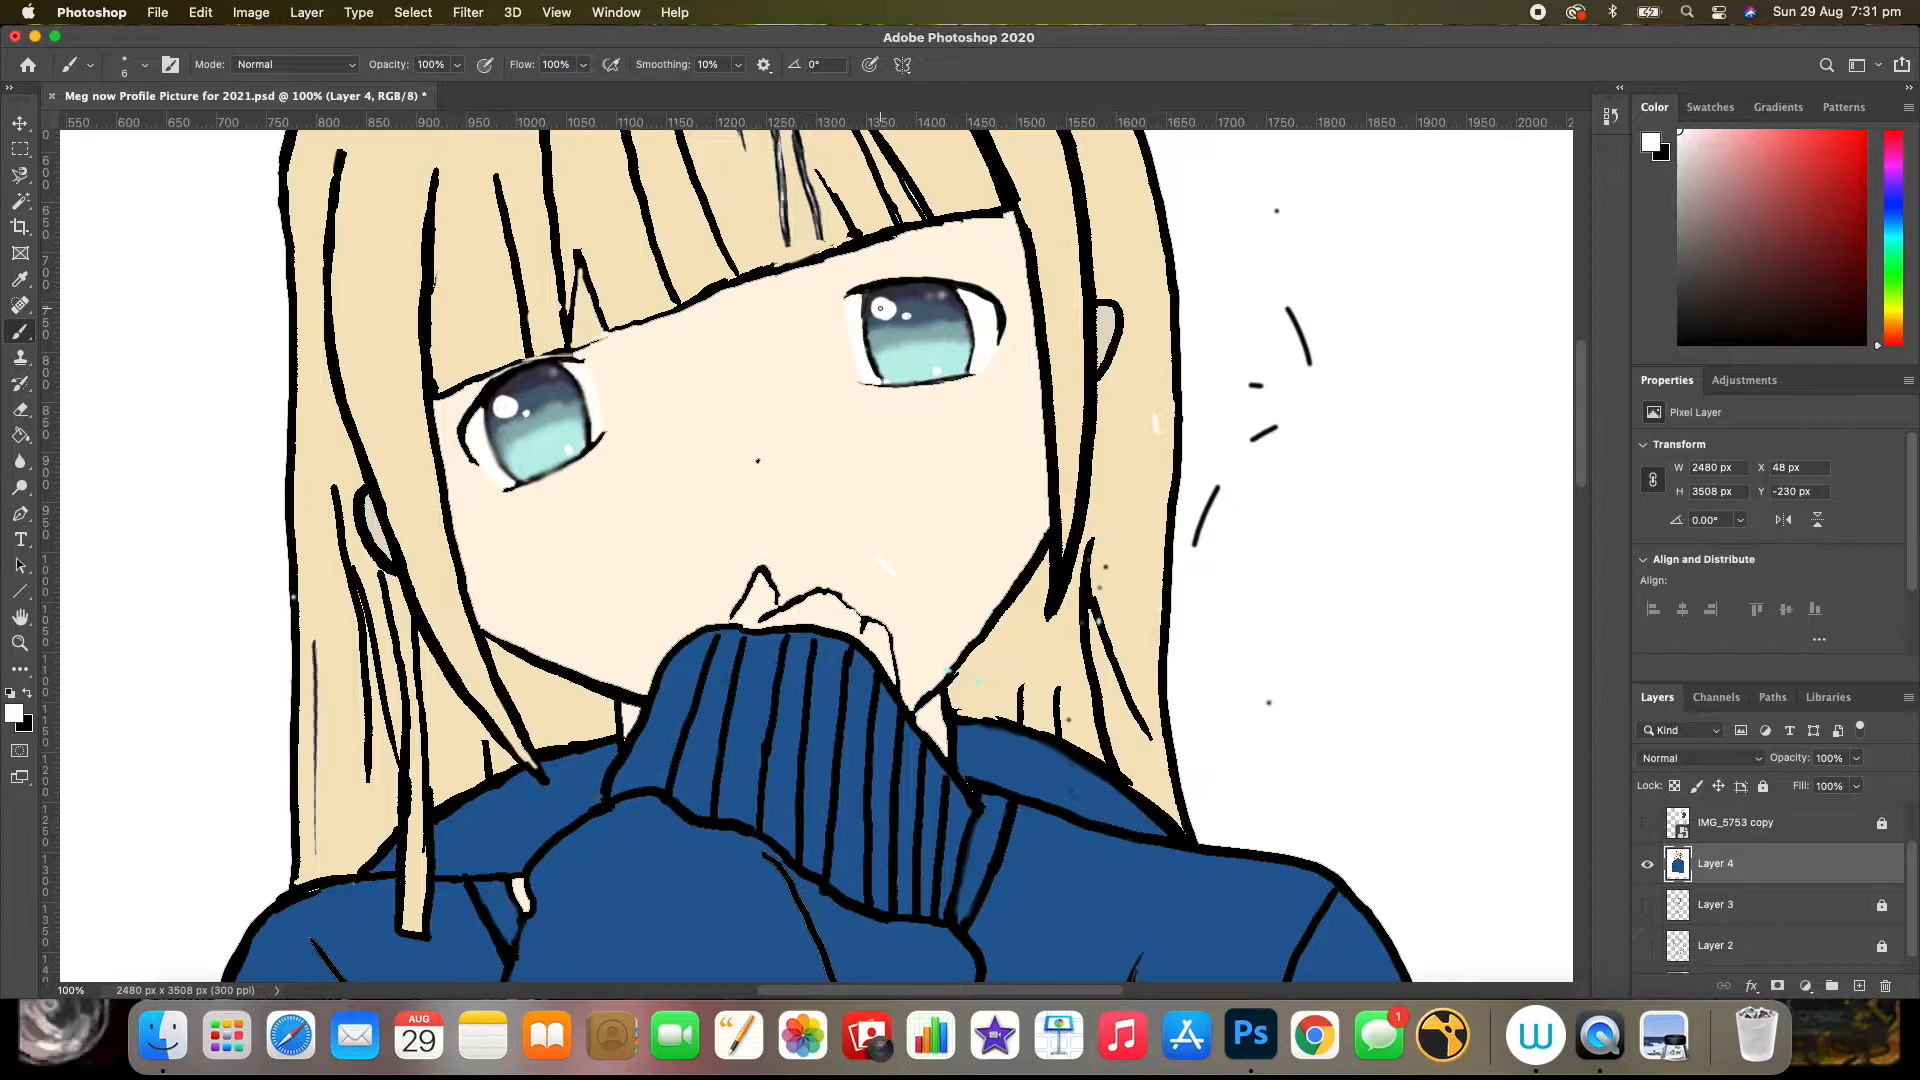 Photoshop File Edit Image Layer Type Select Filter 3D View Window Help Sun 29 Aug 7:31 pm
Adobe Photoshop 2020
6 Mode: Normal Opacity: 100% Flow: 100% Smoothing: 10% 0°
× Meg now Profile Picture for 2021.psd @ 100% (Layer 4, RGB/8) *
550 600 650 700 750 800 850 900 950 1000 1050 1100 1150 1200 1250 1300 1350 1400 1450 1500 1550 1600 1650 1700 1750 1800 1850 1900 1950 2000
Color Swatches Gradients Patterns
Properties Adjustments
Pixel Layer
Transform
W 2480 px X 48 px
H 3508 px Y -230 px
0.00°
Align and Distribute
Align:
Layers Channels Paths Libraries
Kind
Normal Opacity: 100%
Lock: Fill: 100%
IMG_5753 copy
Layer 4
Layer 3
Layer 2
fx
100% 2480 px x 3508 px (300 ppi)
AUG
29
Ps
1
W